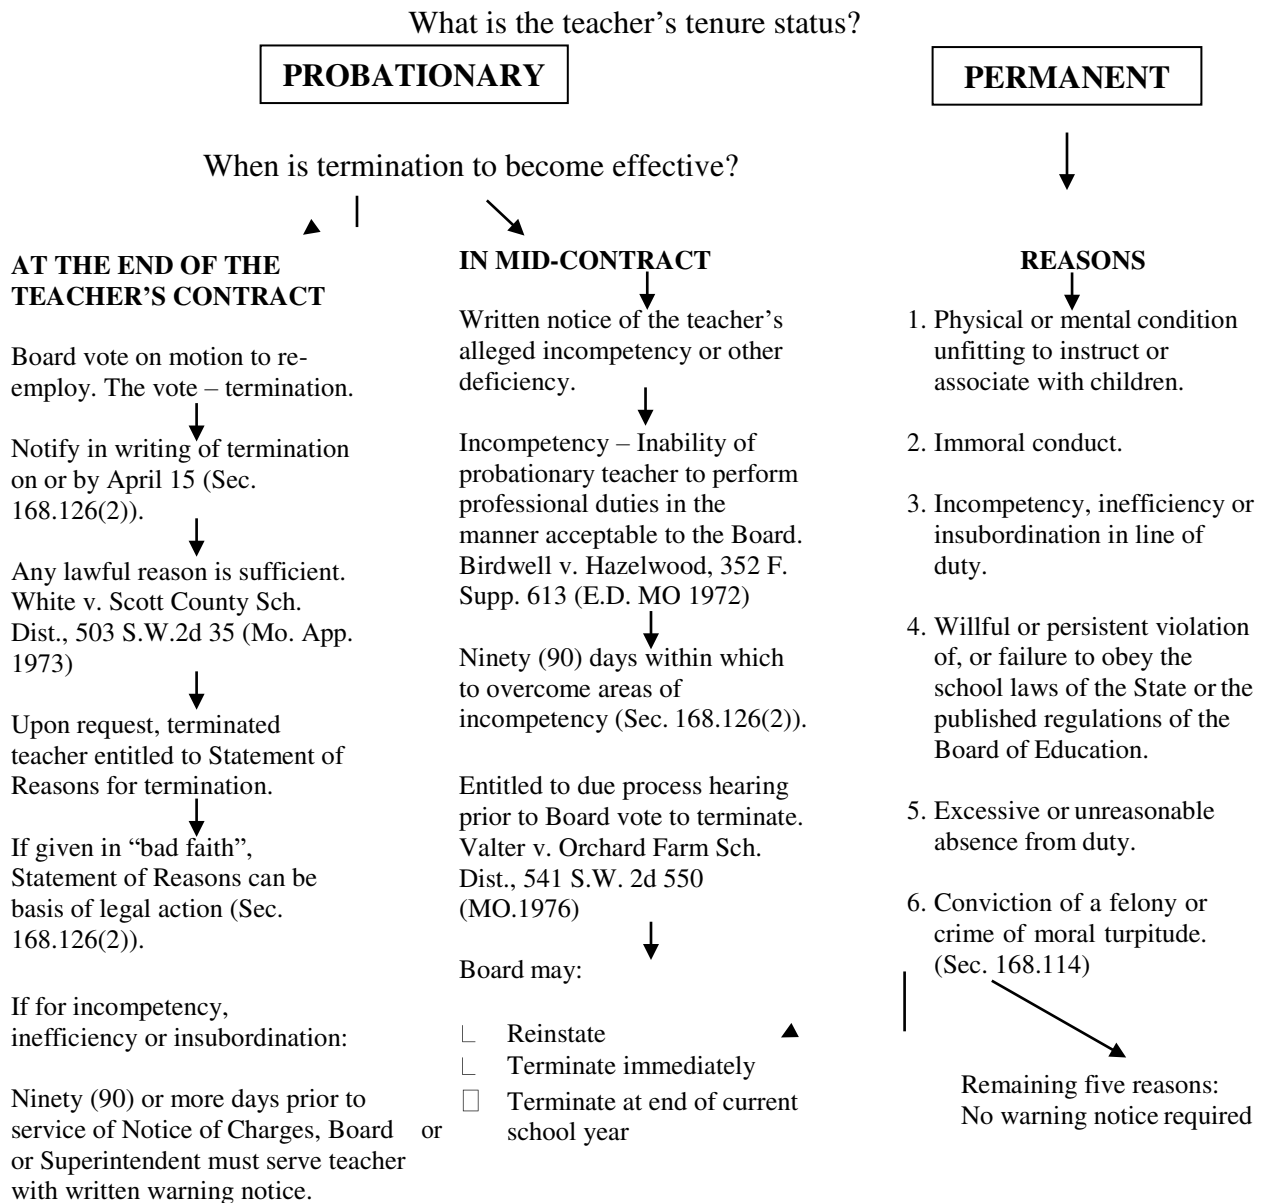 What is the teacher’s tenure status?
PROBATIONARY
PERMANENT
When is termination to become effective?
AT THE END OF THE
TEACHER’S CONTRACT
Board vote on motion to re-
employ. The vote – termination.
Notify in writing of termination
on or by April 15 (Sec.
168.126(2)).
Any lawful reason is sufficient.
White v. Scott County Sch.
Dist., 503 S.W.2d 35 (Mo. App.
1973)
Upon request, terminated
teacher entitled to Statement of
Reasons for termination.
If given in “bad faith”,
Statement of Reasons can be
basis of legal action (Sec.
168.126(2)).
If for incompetency,
inefficiency or insubordination:
Ninety (90) or more days prior to
service of Notice of Charges, Board or
or Superintendent must serve teacher
with written warning notice.
IN MID-CONTRACT
Written notice of the teacher’s
alleged incompetency or other
deficiency.
Incompetency – Inability of
probationary teacher to perform
professional duties in the
manner acceptable to the Board.
Birdwell v. Hazelwood, 352 F.
Supp. 613 (E.D. MO 1972)
Ninety (90) days within which
to overcome areas of
incompetency (Sec. 168.126(2)).
Entitled to due process hearing
prior to Board vote to terminate.
Valter v. Orchard Farm Sch.
Dist., 541 S.W. 2d 550
(MO.1976)
Board may:
Reinstate
Terminate immediately
Terminate at end of current
school year
REASONS
1. Physical or mental condition
unfitting to instruct or
associate with children.
2. Immoral conduct.
3. Incompetency, inefficiency or
insubordination in line of
duty.
4. Willful or persistent violation
of, or failure to obey the
school laws of the State or the
published regulations of the
Board of Education.
5. Excessive or unreasonable
absence from duty.
6. Conviction of a felony or
crime of moral turpitude.
(Sec. 168.114)
Remaining five reasons:
No warning notice required